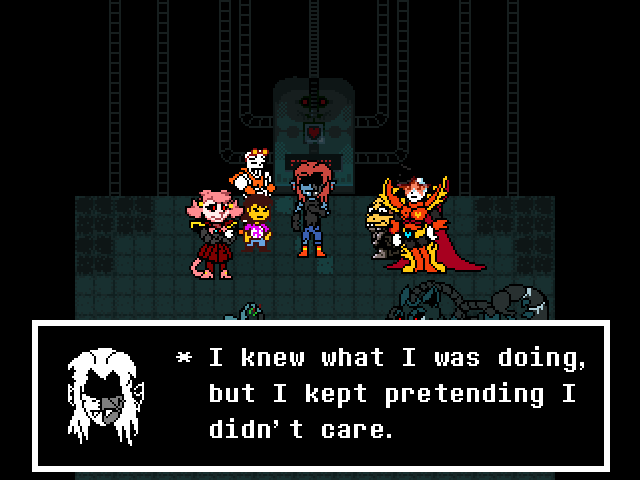 * I knew what I was doing,
but I kept pretending I
didn't care.